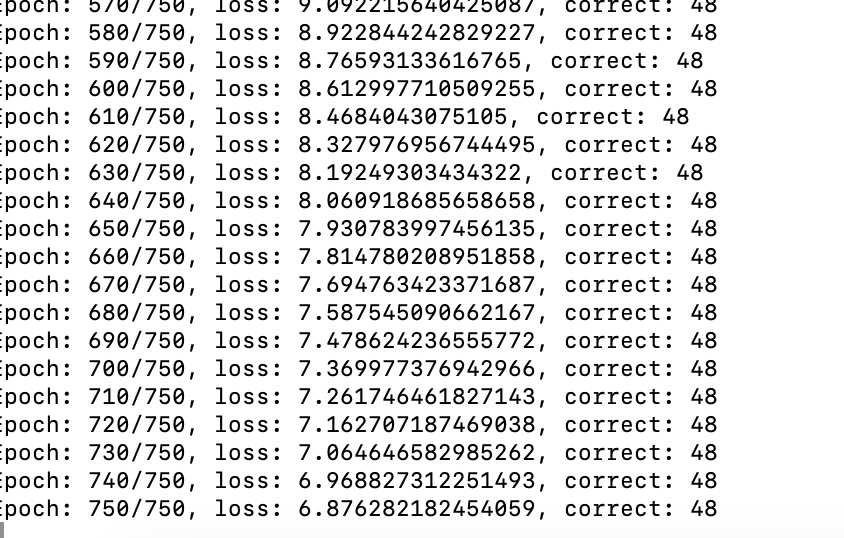 Epoch: 570/750, loss: 9.092215640425087, correct: 48
Epoch: 580/750, loss: 8.922844242829227, correct: 48
Epoch: 590/750, loss: 8.76593133616765, correct: 48
Epoch: 600/750, loss: 8.612997710509255, correct: 48
Epoch: 610/750, loss: 8.4684043075105, correct: 48
Epoch: 620/750, loss: 8.327976956744495, correct: 48
Epoch: 630/750, loss: 8.19249303434322, correct: 48
Epoch: 640/750, loss: 8.060918685658658, correct: 48
Epoch: 650/750, loss: 7.930783997456135, correct: 48
Epoch: 660/750, loss: 7.814780208951858, correct: 48
Epoch: 670/750, loss: 7.694763423371687, correct: 48
Epoch: 680/750, loss: 7.587545090662167, correct: 48
Epoch: 690/750, loss: 7.478624236555772, correct: 48
Epoch: 700/750, loss: 7.369977376942966, correct: 48
Epoch: 710/750, loss: 7.261746461827143, correct: 48
Epoch: 720/750, loss: 7.162707187469038, correct: 48
Epoch: 730/750, loss: 7.064646582985262, correct: 48
Epoch: 740/750, loss: 6.968827312251493, correct: 48
Epoch: 750/750, loss: 6.876282182454059, correct: 48